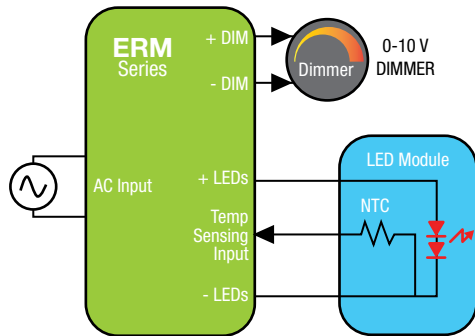 ERM
Series
+ DIM
- DIM
Dimmer
0-10 V
DIMMER
AC Input
+ LEDs
Temp
Sensing
Input
- LEDs
LED Module
NTC